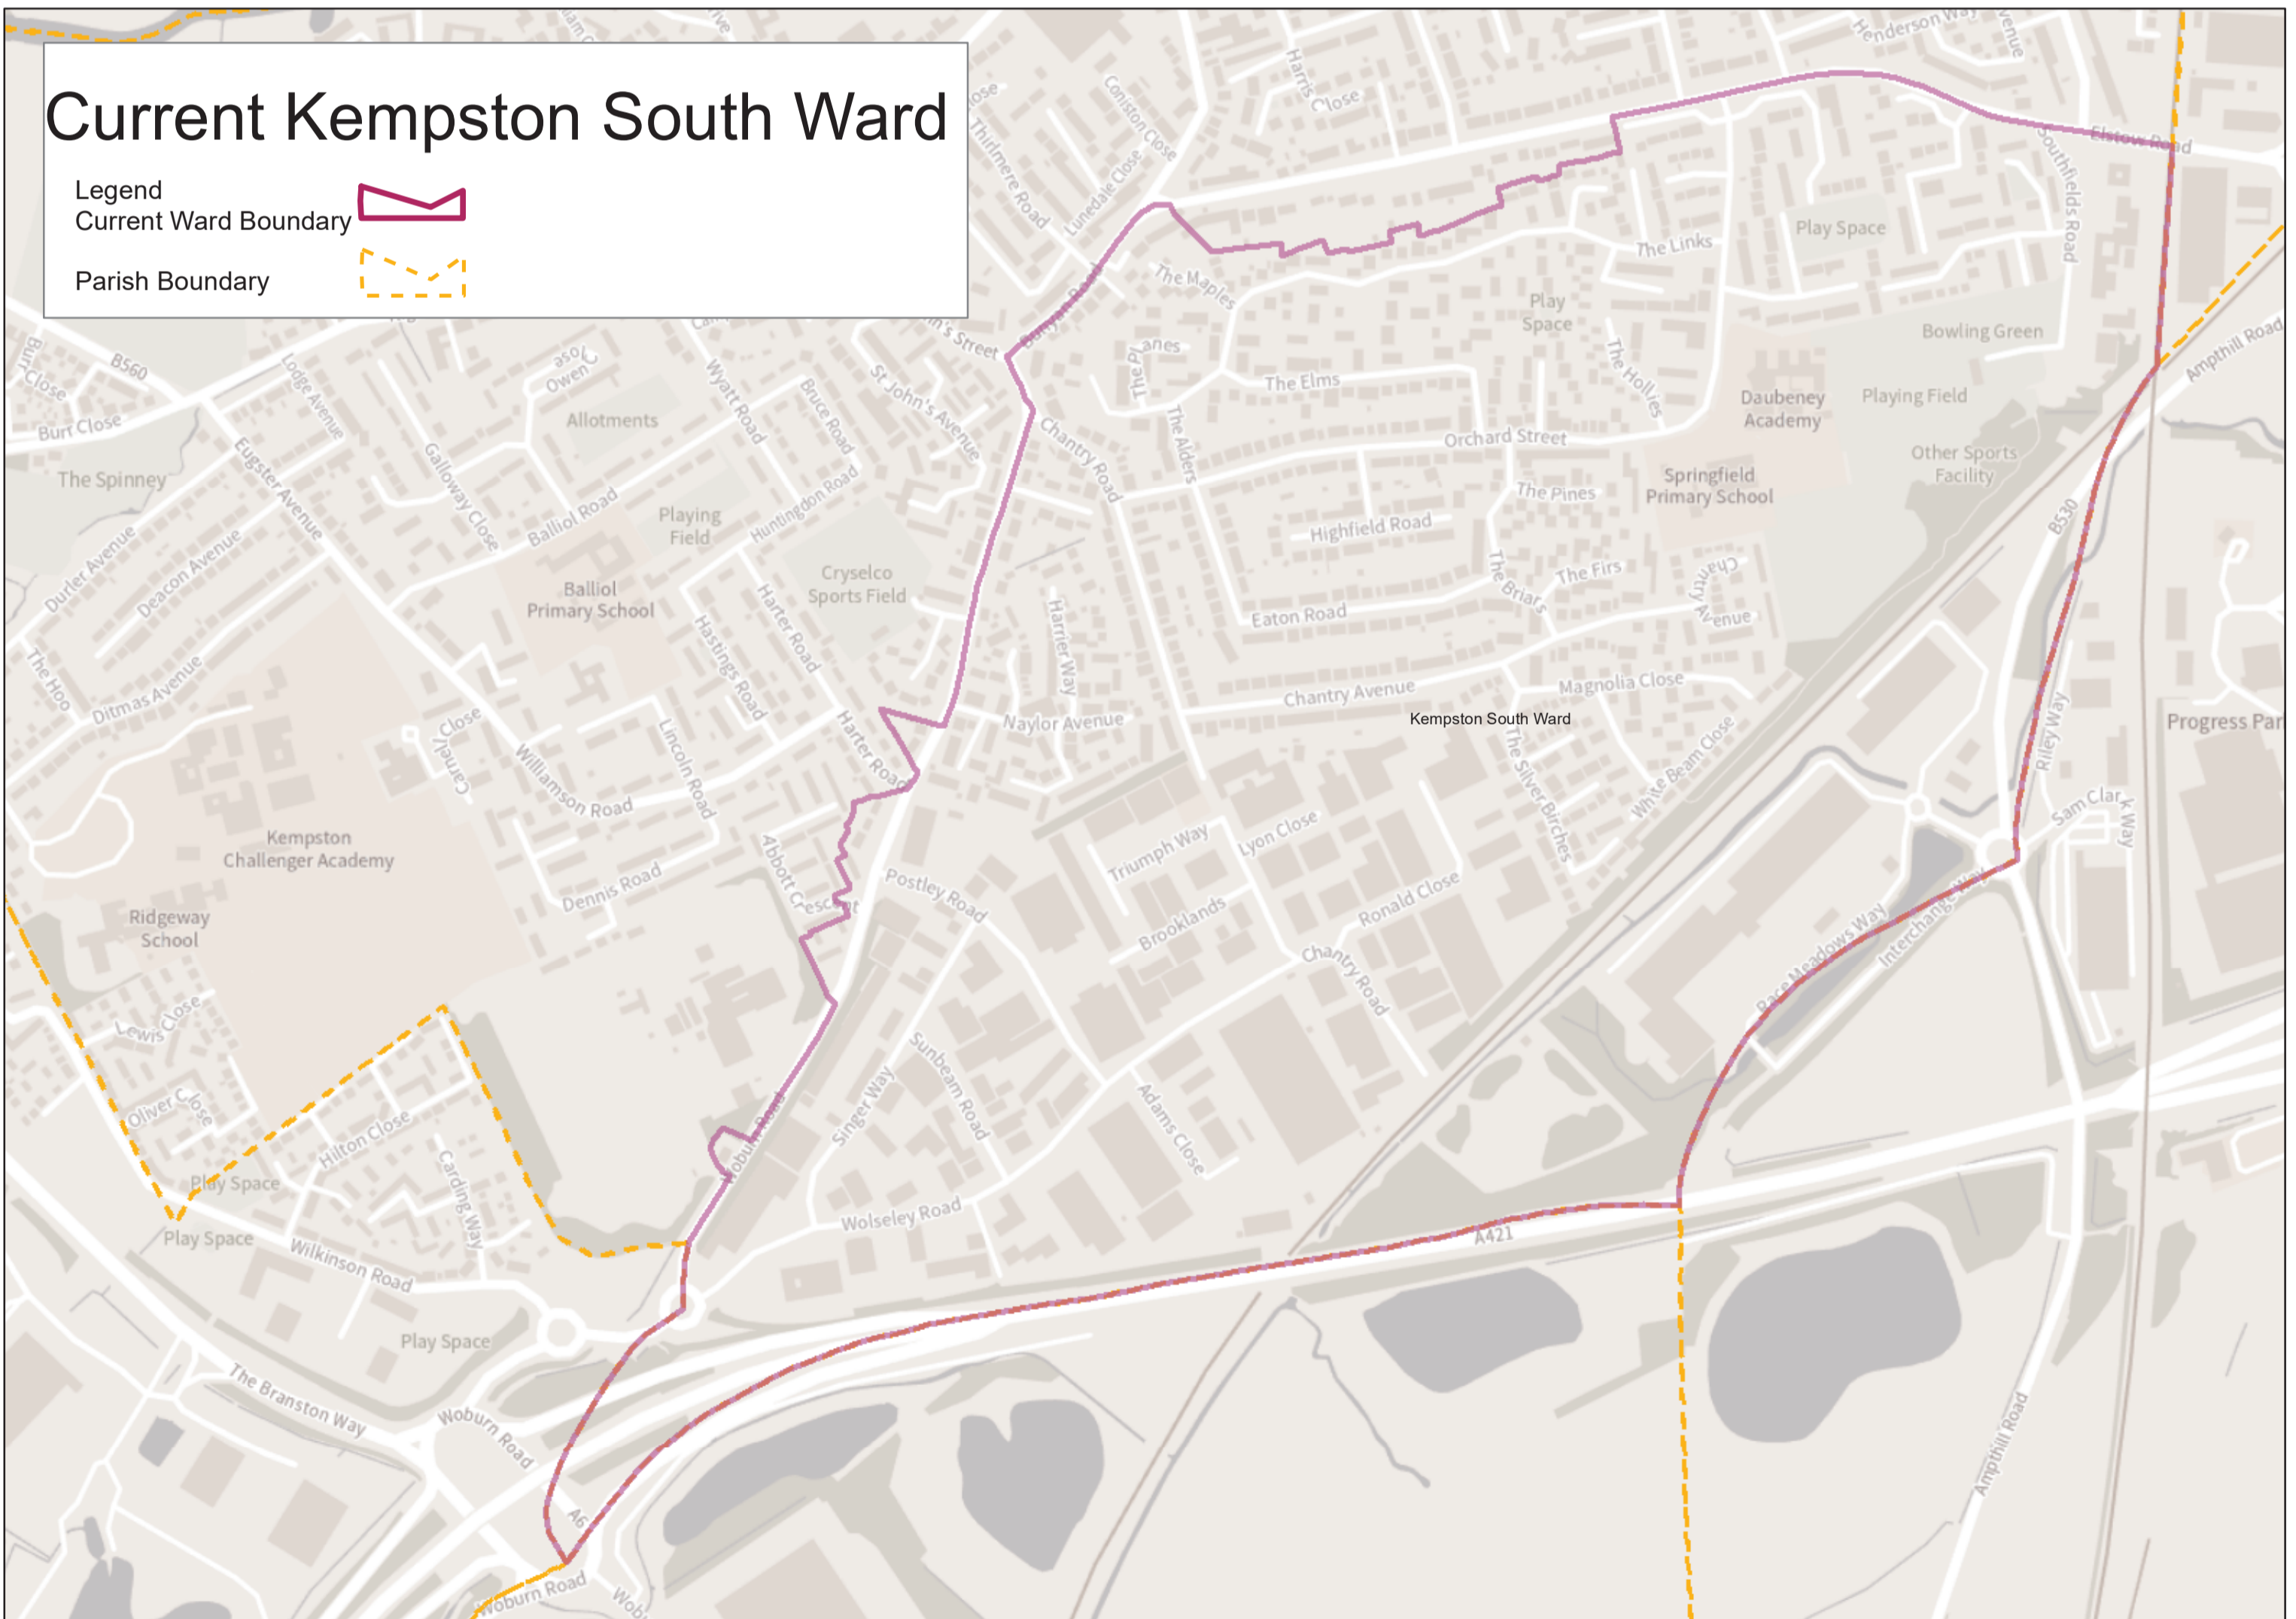 Current Kempston South Ward
Legend
Current Ward Boundary
Parish Boundary
Henderson Way
Harris Close
Coniston Close
Thirlmere Road
Lunedale Close
Elstow Road
Southfields Road
Play Space
The Links
The Maples
Play
Space
Bowling Green
Ampthill Road
B560
Burr
Close
Burr Close
Lodge Avenue
Owen Close
Allotments
Wyatt Road
Bruce Road
St John's Avenue
The Planes
The Elms
The Hollies
Daubeney
Academy
Playing Field
The Spinney
Eugster Avenue
Galloway Close
Chantry Road
The Alders
Orchard Street
Springfield
Primary School
Other Sports
Facility
Balliol Road
Playing
Field
Huntingdon Road
The Pines
Highfield Road
B530
Durler Avenue
Deacon Avenue
Balliol
Primary School
Cryselco
Sports Field
Harter Road
Hastings Road
Harrier Way
The Briars
The Firs
Chantry
Avenue
Eaton Road
The Hoo
Ditmas Avenue
Carnell Close
Williamson Road
Lincoln Road
Harter Road
Naylor Avenue
Chantry Avenue
Magnolia Close
Kempston South Ward
The Silver Birches
White Beam Close
Riley Way
Progress Par
Sam Clark Way
Kempston
Challenger Academy
Dennis Road
Abbott Crescent
Postley Road
Triumph Way
Lyon Close
Brooklands
Ronald Close
Chantry Road
Race Meadows Way
Interchange Way
Ridgeway
School
Lewis Close
Oliver Close
Hilton Close
Carding Way
Woburn Road
Singer Way
Sunbeam Road
Adams Close
Play Space
Play Space
Wilkinson Road
Wolseley Road
A421
Play Space
The Branston Way
Woburn Road
A6
Woburn Road
Ampthill Road